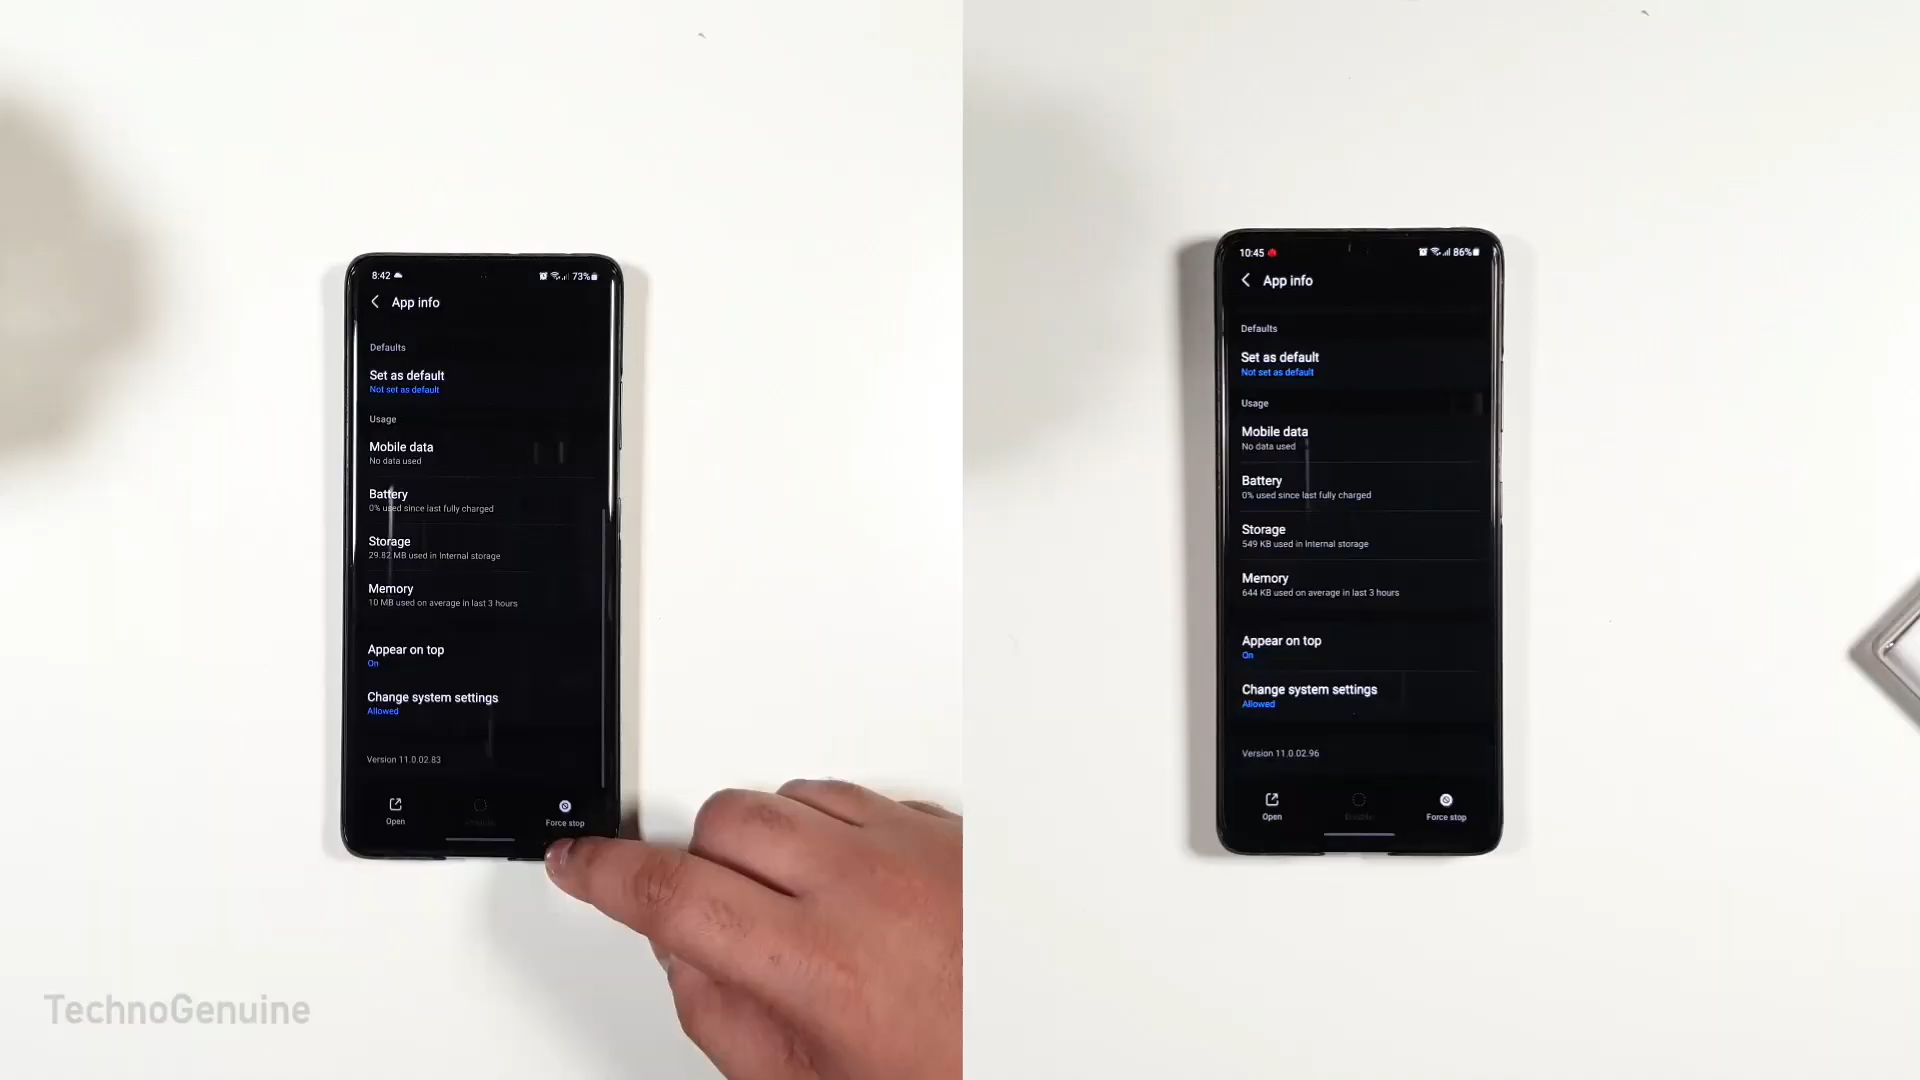 8:42
73%
App info
Defaults
Set as default
Not set as default
Usage
Mobile data
No data used
Battery
0% used since last fully charged
Storage
29.82 MB used in Internal storage
Memory
10 MB used on average in last 3 hours
Appear on top
On
Change system settings
Allowed
Version 11.0.02.83
Open
Force stop
TechnoGenuine
10:45
86%
App info
Defaults
Set as default
Not set as default
Usage
Mobile data
No data used
Battery
0% used since last fully charged
Storage
549 KB used in Internal storage
Memory
644 KB used on average in last 3 hours
Appear on top
On
Change system settings
Allowed
Version 11.0.02.96
Open
Disable
Force stop